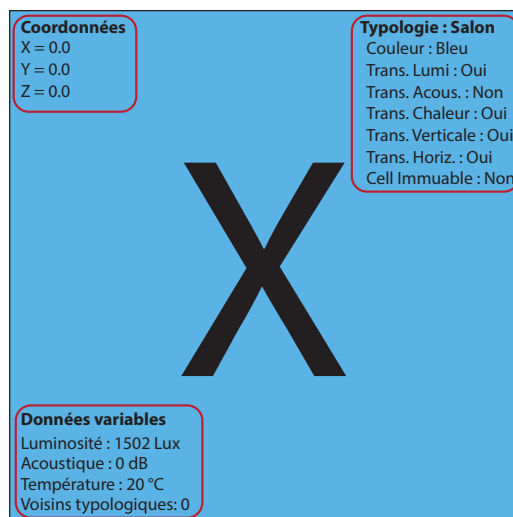 Coordonnées
X = 0.0
Y = 0.0
Z = 0.0
Typologie : Salon
Couleur : Bleu
Trans. Lumi : Oui
Trans. Acous. : Non
Trans. Chaleur : Oui
Trans. Verticale : Oui
Trans. Horiz. : Oui
Cell Immuable : Non
X
Données variables
Luminosité : 1502 Lux
Acoustique : 0 dB
Température : 20 °C
Voisins typologiques: 0